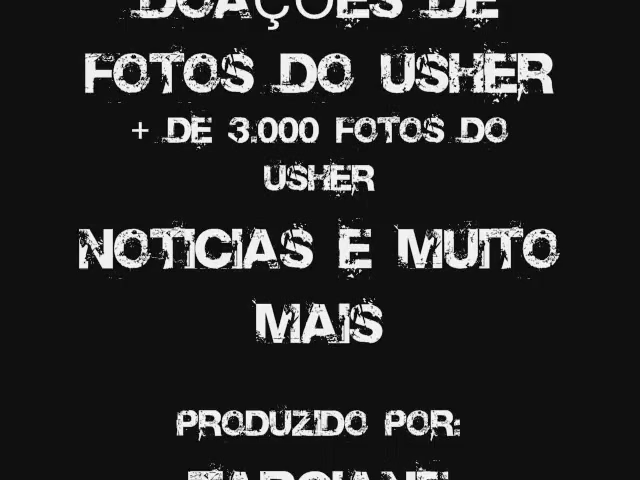 DOAÇÕES DE
FOTOS DO USHER
+ DE 3.000 FOTOS DO
USHER
NOTICIAS E MUITO
MAIS
PRODUZIDO POR: